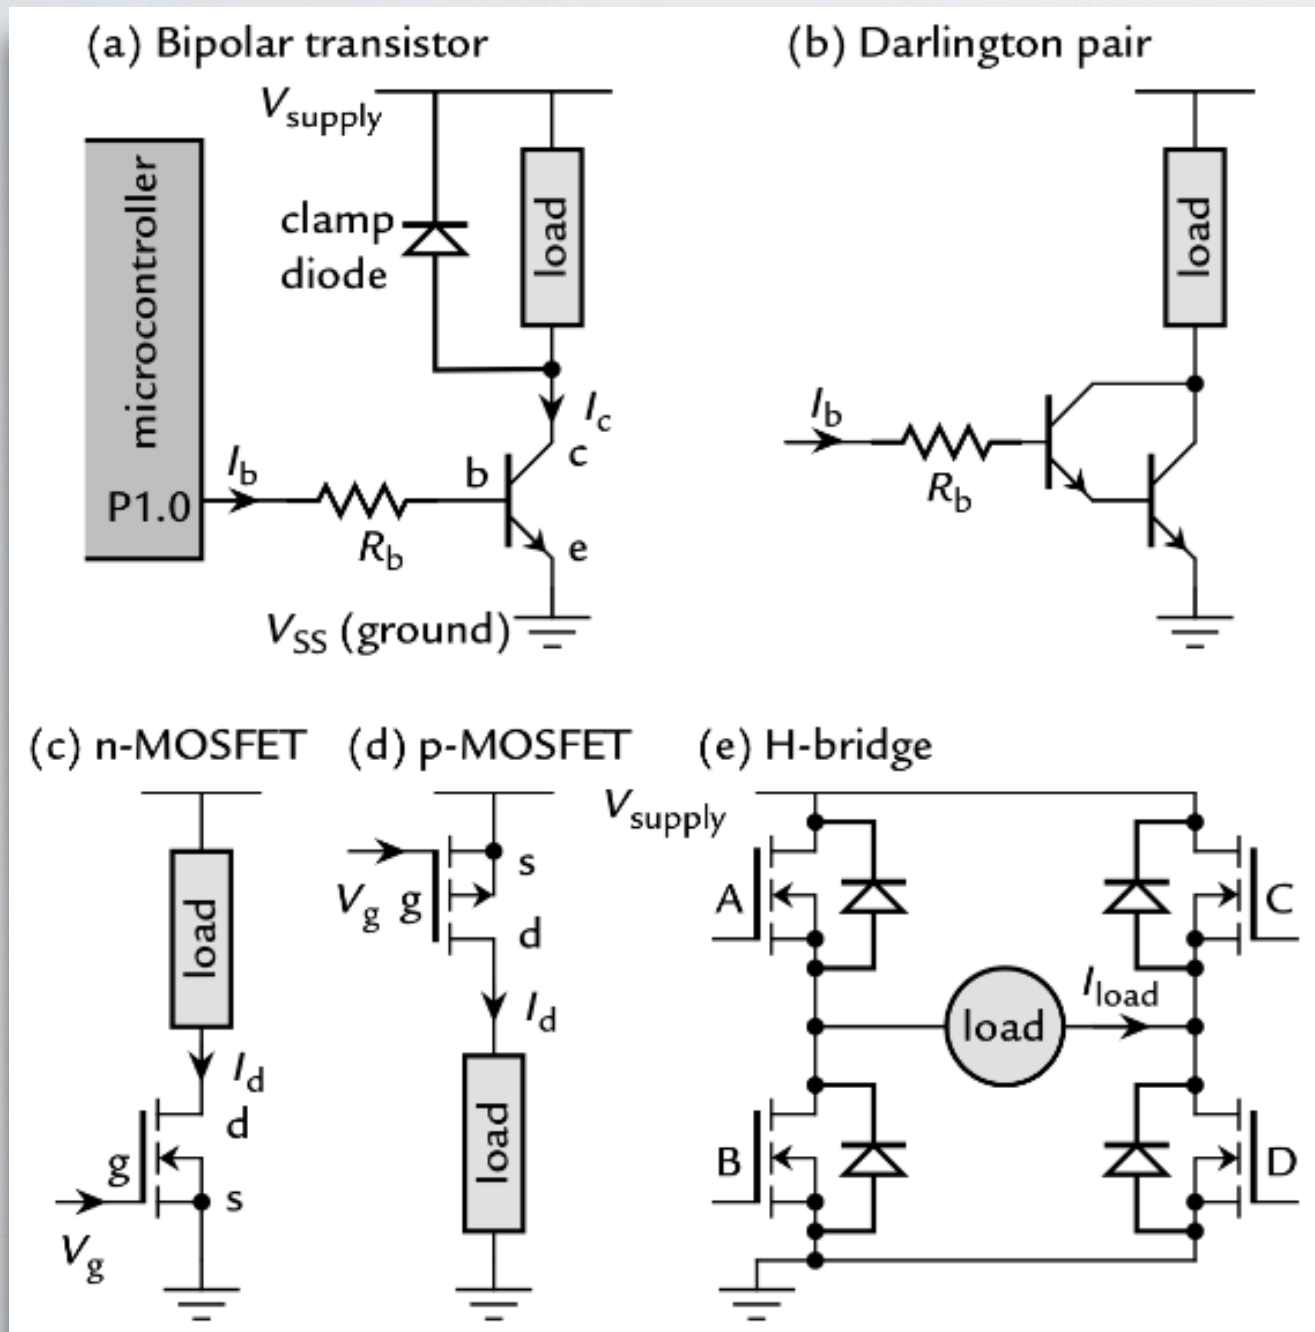 (a) Bipolar transistor
Vsupply
microcontroller
clamp
diode
load
Ic
Ib
b
c
P1.0
Rb
e
VSS (ground)
(b) Darlington pair
load
Ib
Rb
(c) n-MOSFET
load
Id
d
g
s
Vg
(d) p-MOSFET
s
Vg
g
d
Id
load
(e) H-bridge
Vsupply
A
C
Iload
load
B
D